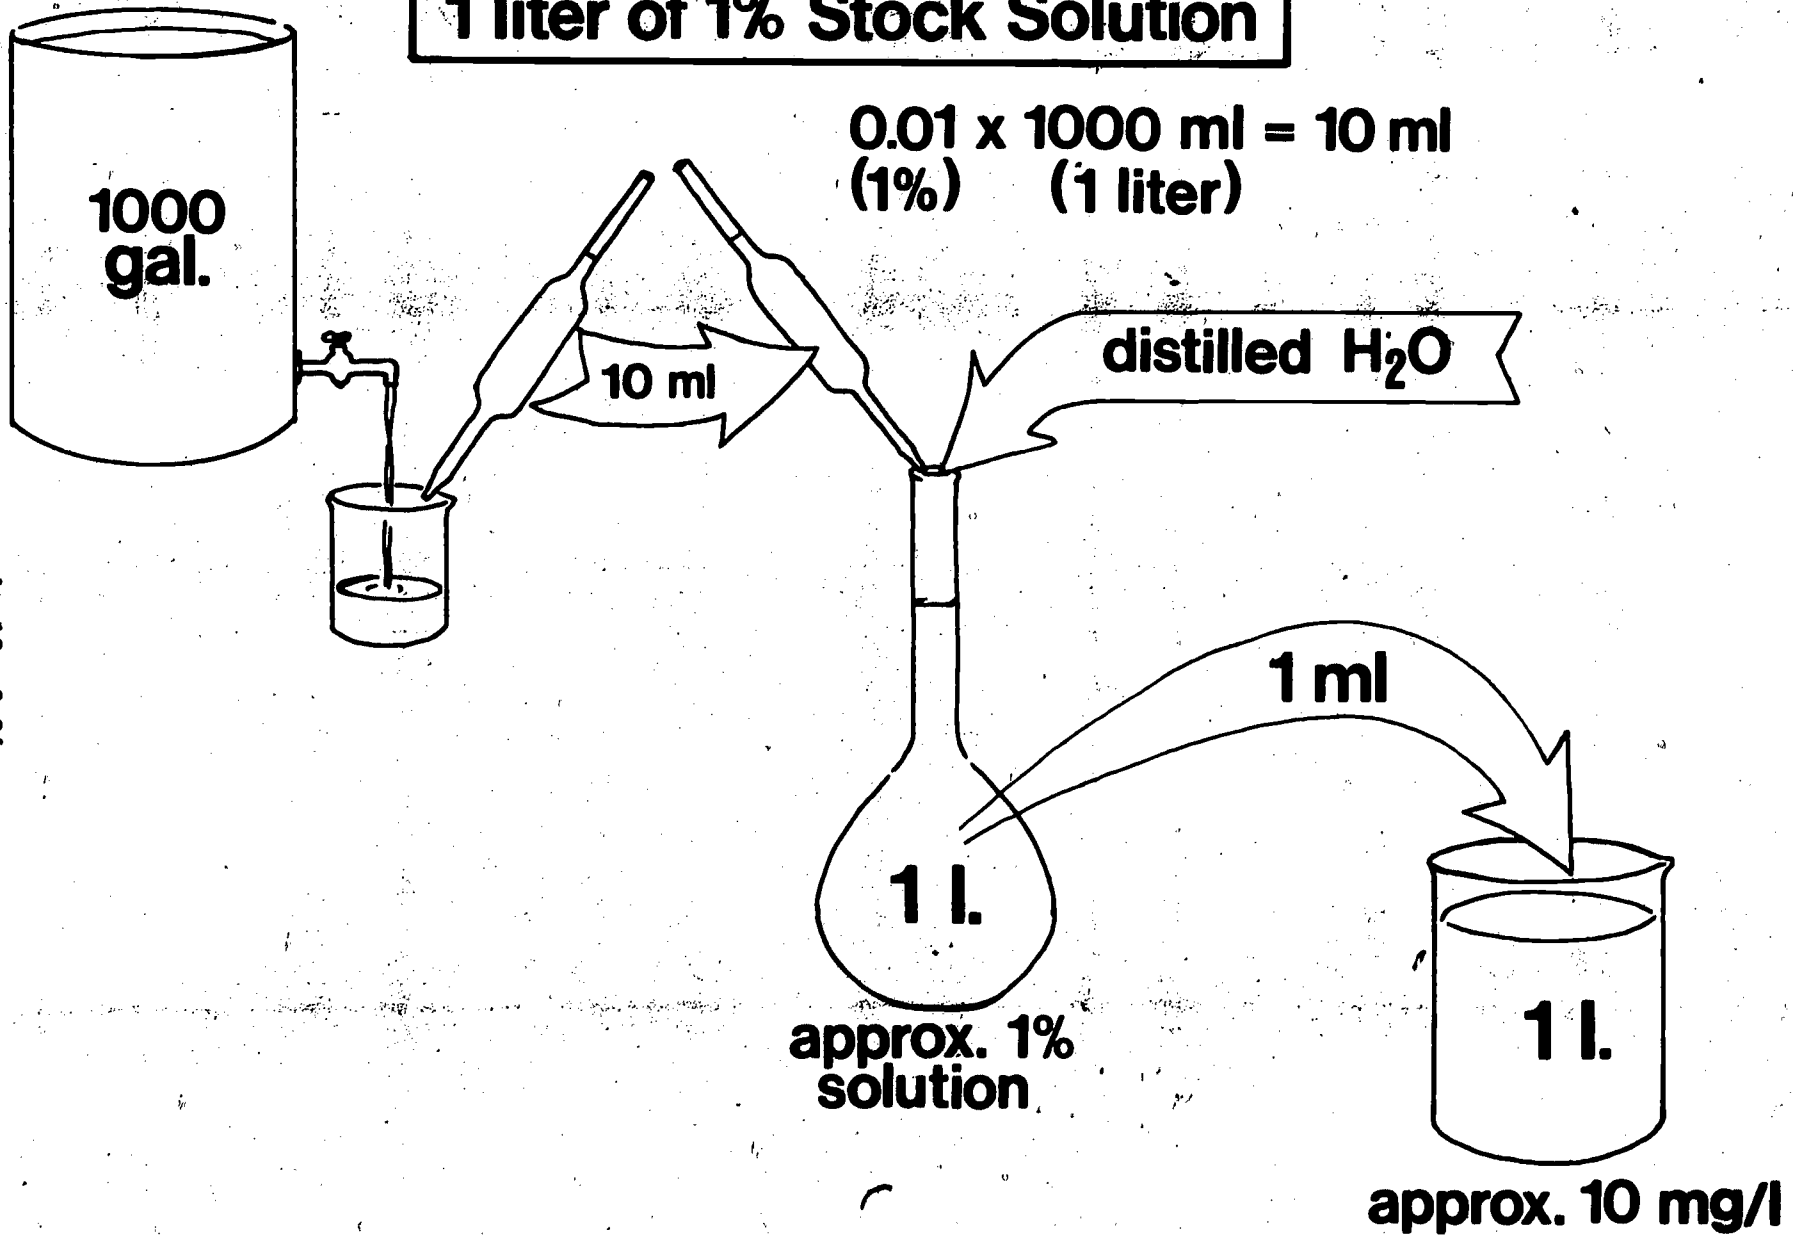 1 liter of 1% Stock Solution
0.01 x 1000 ml = 10 ml
(1%) (1 liter)
1000
gal.
distilled H₂O
10 ml
1 ml
1 l.
approx. 1%
solution
1 l.
approx. 10 mg/l